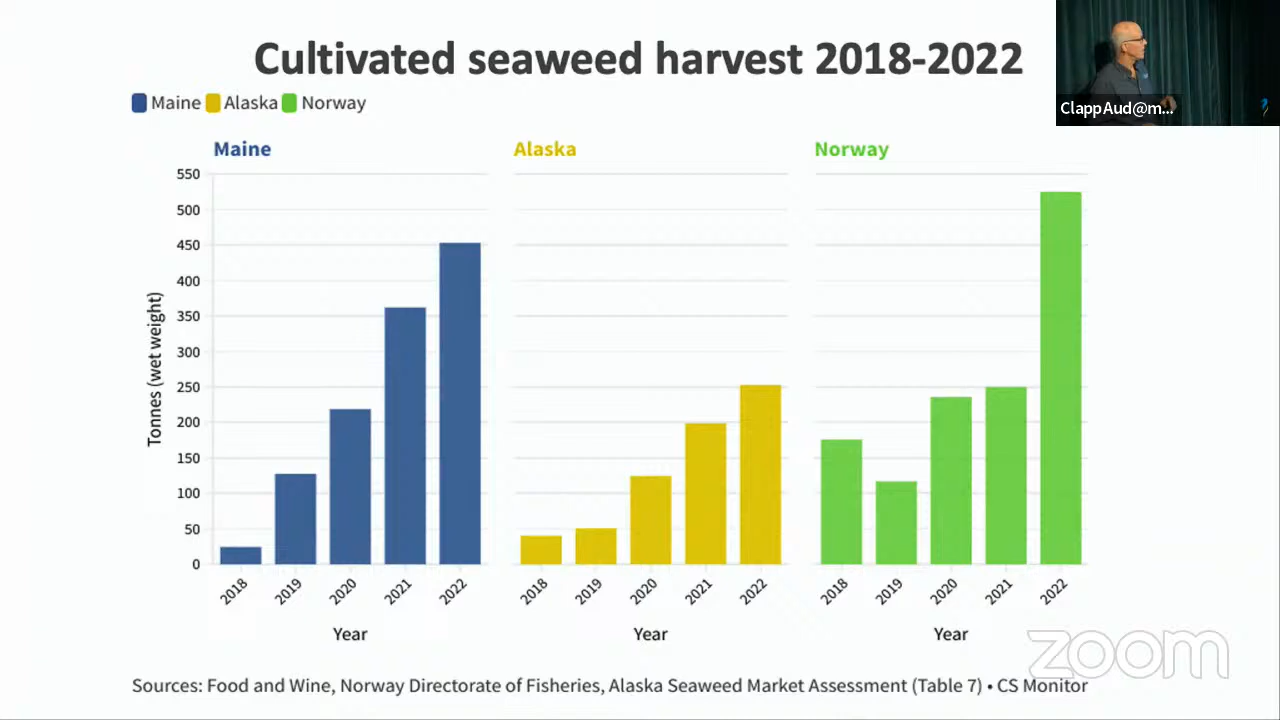 Cultivated seaweed harvest 2018-2022
ClappAud@m...
Maine Alaska Norway
Maine
Alaska
Norway
Tonnes (wet weight)
550
500
450
400
350
300
250
200
150
100
50
0
2018 2019 2020 2021 2022
2018 2019 2020 2021 2022
2018 2019 2020 2021 2022
Year
Year
Year
zoom
Sources: Food and Wine, Norway Directorate of Fisheries, Alaska Seaweed Market Assessment (Table 7) • CS Monitor